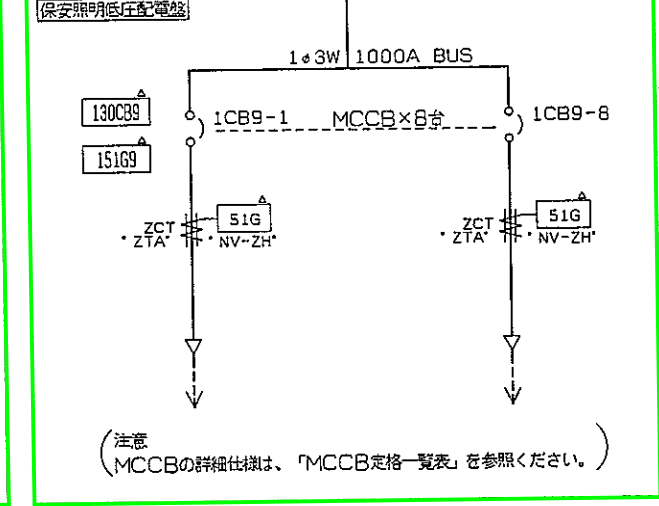 保安照明低圧配電盤
1φ3W 1000A BUS
130CB9
1CB9-1
MCCB×8台
1CB9-8
151G9
ZCT
51G
"ZTA"
"NV-ZH"
ZCT
51G
"ZTA"
"NV-ZH"
注意
MCCBの詳細仕様は、「MCCB定格一覧表」を参照ください。